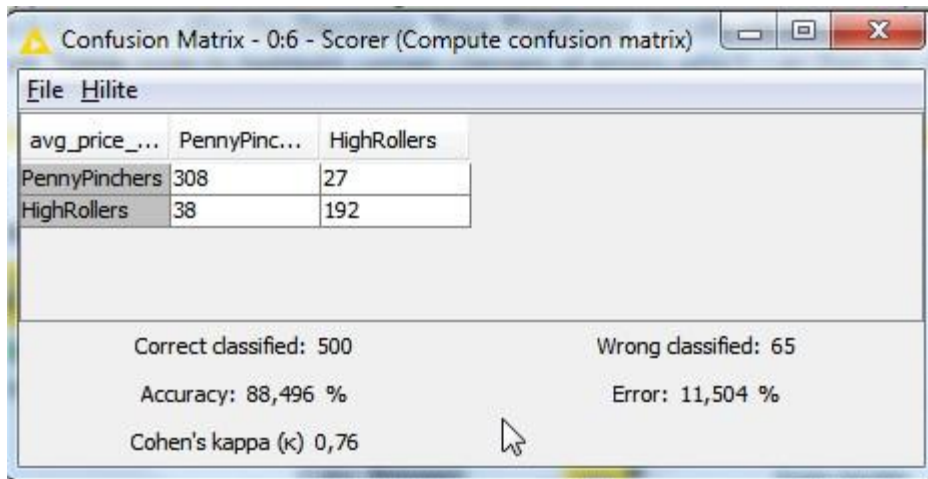 Confusion Matrix - 0:6 - Scorer (Compute confusion matrix)
File Hilite
avg_price_... PennyPinc... HighRollers
PennyPinchers 308 27
HighRollers 38 192
Correct classified: 500 Wrong classified: 65
Accuracy: 88,496 % Error: 11,504 %
Cohen's kappa (κ) 0,76